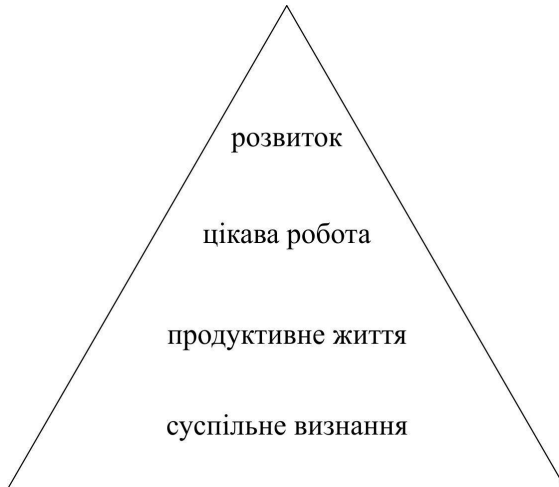 розвиток
цікава робота
продуктивне життя
суспільне визнання